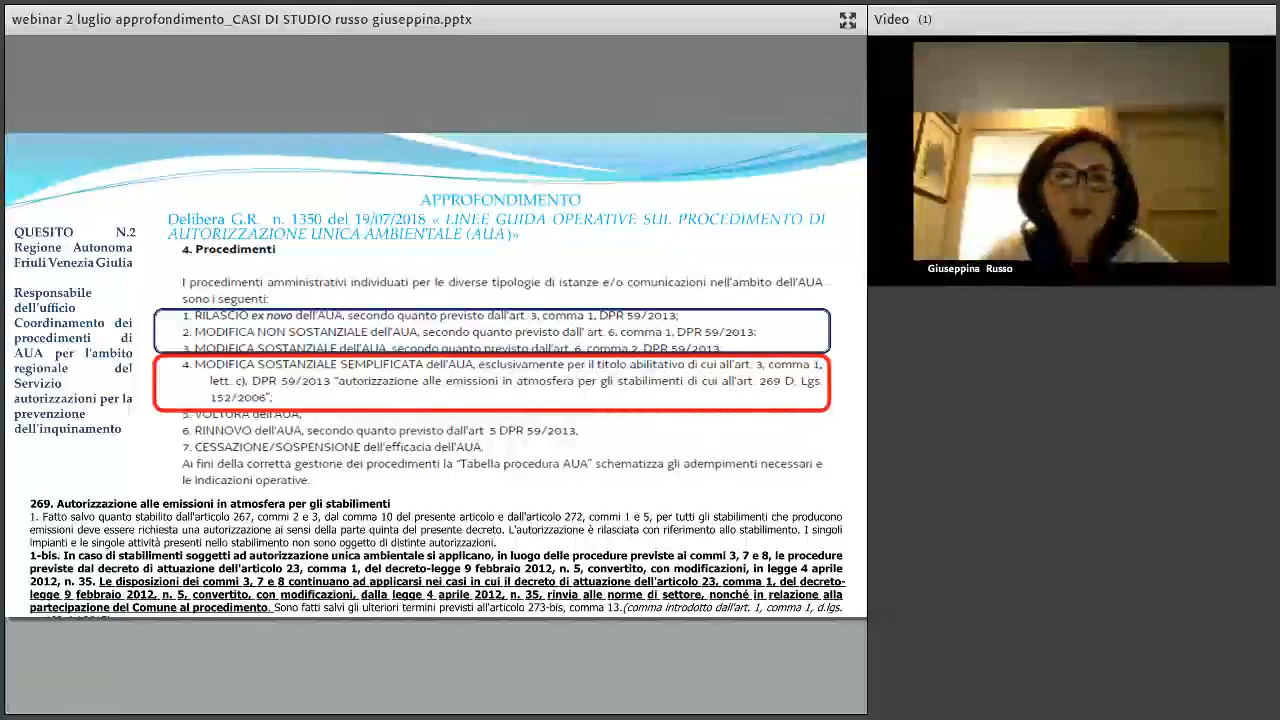 webinar 2 luglio approfondimento_CASI DI STUDIO russo giuseppina.pptx
Video (1)
APPROFONDIMENTO
Delibera G.R. n. 1350 del 19/07/2018 « LINEE GUIDA OPERATIVE SUL PROCEDIMENTO DI
AUTORIZZAZIONE UNICA AMBIENTALE (AUA)»
QUESITO N.2
Regione Autonoma
Friuli Venezia Giulia
Responsabile
dell'ufficio
Coordinamento dei
procedimenti di
AUA per l'ambito
regionale del
Servizio
autorizzazioni per la
prevenzione
dell'inquinamento
4. Procedimenti
I procedimenti amministrativi individuati per le diverse tipologie di istanze e/o comunicazioni nell'ambito dell'AUA
sono i seguenti:
1. RILASCIO ex novo dell'AUA, secondo quanto previsto dall'art. 3, comma 1, DPR 59/2013;
2. MODIFICA NON SOSTANZIALE dell'AUA, secondo quanto previsto dall' art. 6, comma 1, DPR 59/2013;
3. MODIFICA SOSTANZIALE dell'AUA, secondo quanto previsto dall'art. 6, comma 2, DPR 59/2013;
4. MODIFICA SOSTANZIALE SEMPLIFICATA dell'AUA, esclusivamente per il titolo abilitativo di cui all'art. 3, comma 1,
lett. c), DPR 59/2013 "autorizzazione alle emissioni in atmosfera per gli stabilimenti di cui all'art. 269 D. Lgs.
152/2006";
5. VOLTURA dell'AUA;
6. RINNOVO dell'AUA, secondo quanto previsto dall'art 5 DPR 59/2013;
7. CESSAZIONE/SOSPENSIONE dell'efficacia dell'AUA.
Ai fini della corretta gestione dei procedimenti la "Tabella procedura AUA" schematizza gli adempimenti necessari e
le indicazioni operative.
269. Autorizzazione alle emissioni in atmosfera per gli stabilimenti
1. Fatto salvo quanto stabilito dall'articolo 267, commi 2 e 3, dal comma 10 del presente articolo e dall'articolo 272, commi 1 e 5, per tutti gli stabilimenti che producono
emissioni deve essere richiesta una autorizzazione ai sensi della parte quinta del presente decreto. L'autorizzazione è rilasciata con riferimento allo stabilimento. I singoli
impianti e le singole attività presenti nello stabilimento non sono oggetto di distinte autorizzazioni.
1-bis. In caso di stabilimenti soggetti ad autorizzazione unica ambientale si applicano, in luogo delle procedure previste ai commi 3, 7 e 8, le procedure
previste dal decreto di attuazione dell'articolo 23, comma 1, del decreto-legge 9 febbraio 2012, n. 5, convertito, con modificazioni, in legge 4 aprile
2012, n. 35. Le disposizioni dei commi 3, 7 e 8 continuano ad applicarsi nei casi in cui il decreto di attuazione dell'articolo 23, comma 1, del decreto-
legge 9 febbraio 2012, n. 5, convertito, con modificazioni, dalla legge 4 aprile 2012, n. 35, rinvia alle norme di settore, nonché in relazione alla
partecipazione del Comune al procedimento. Sono fatti salvi gli ulteriori termini previsti all'articolo 273-bis, comma 13.(comma introdotto dall'art. 1, comma 1, d.lgs.
Giuseppina Russo